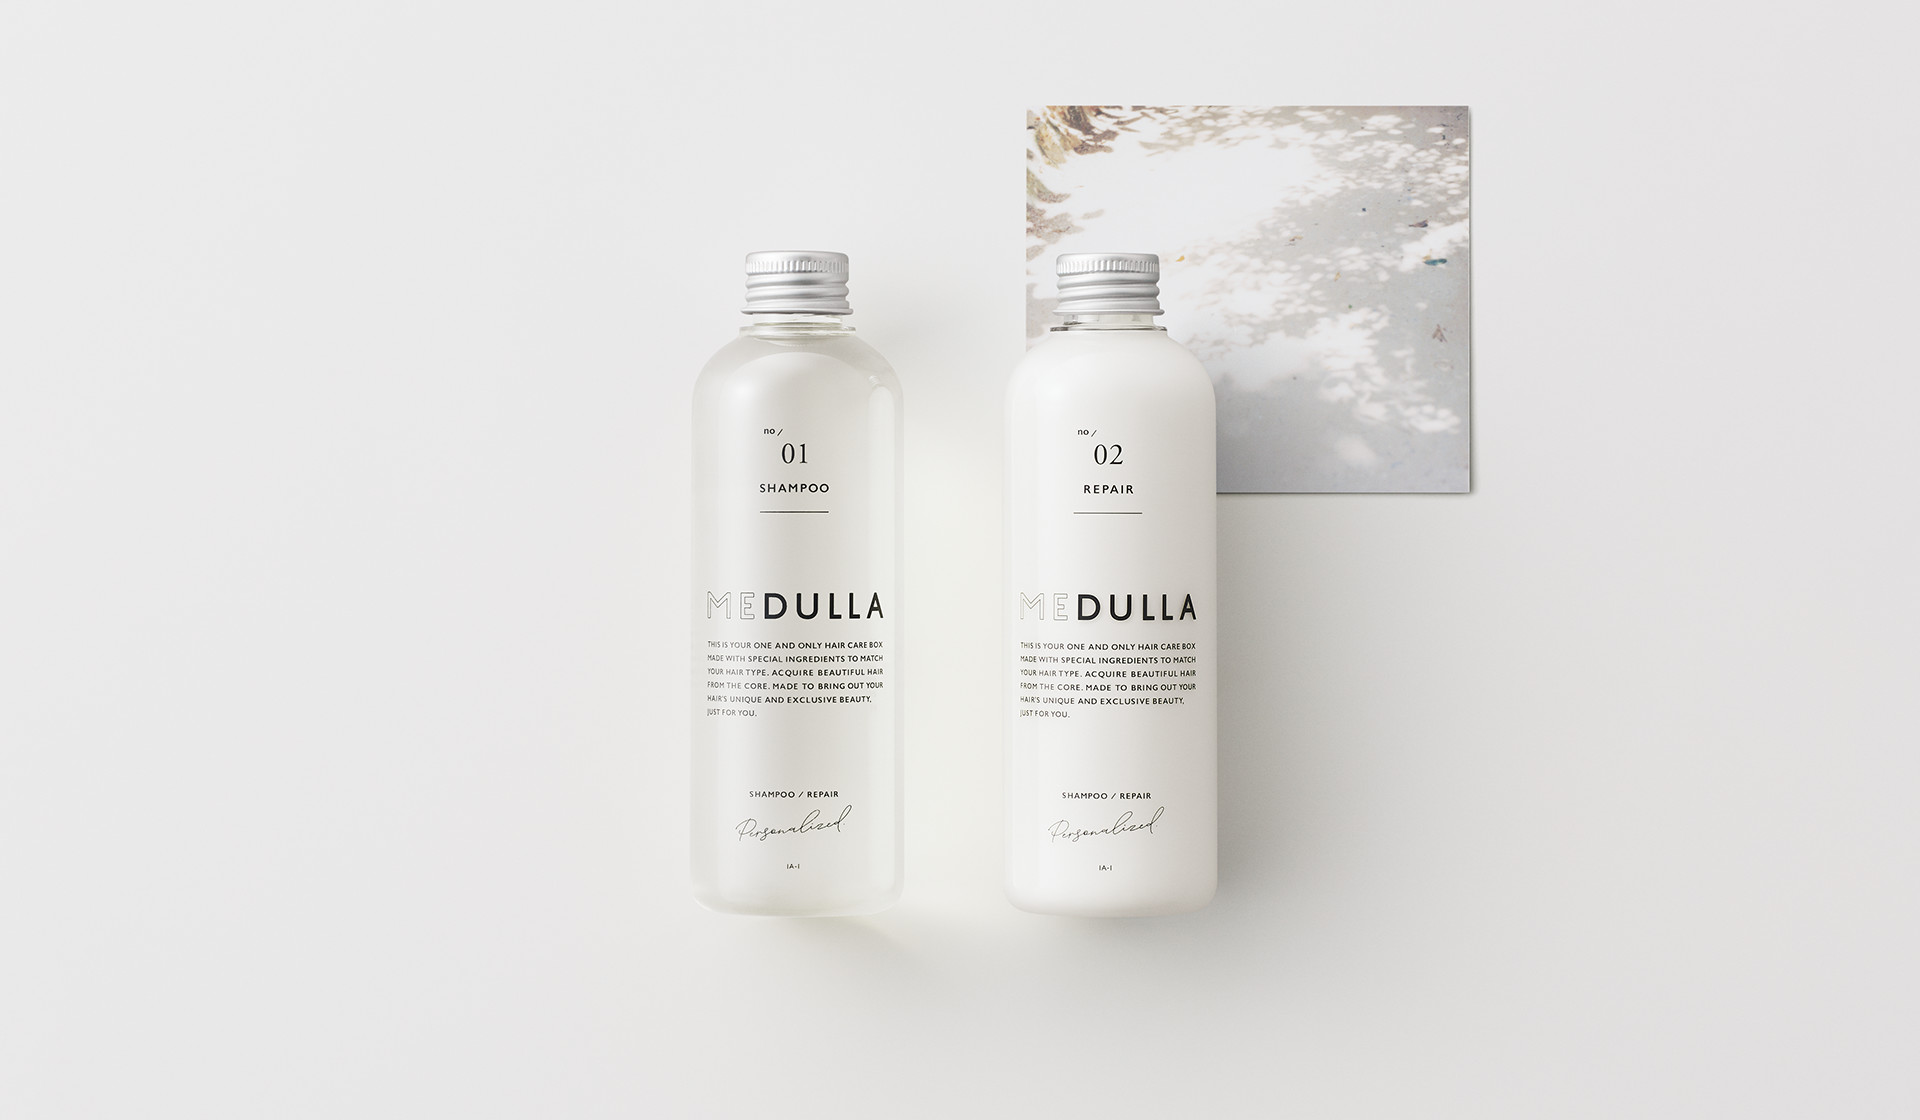 no/
01
SHAMPOO
MEDULLA
THIS IS YOUR ONE AND ONLY HAIR CARE BOX
MADE WITH SPECIAL INGREDIENTS TO MATCH
YOUR HAIR TYPE. ACQUIRE BEAUTIFUL HAIR
FROM THE CORE. MADE TO BRING OUT YOUR
HAIR'S UNIQUE AND EXCLUSIVE BEAUTY,
JUST FOR YOU.
SHAMPOO / REPAIR
Personalized
IA-I
no/
02
REPAIR
MEDULLA
THIS IS YOUR ONE AND ONLY HAIR CARE BOX
MADE WITH SPECIAL INGREDIENTS TO MATCH
YOUR HAIR TYPE. ACQUIRE BEAUTIFUL HAIR
FROM THE CORE. MADE TO BRING OUT YOUR
HAIR'S UNIQUE AND EXCLUSIVE BEAUTY,
JUST FOR YOU.
SHAMPOO / REPAIR
Personalized
IA-I